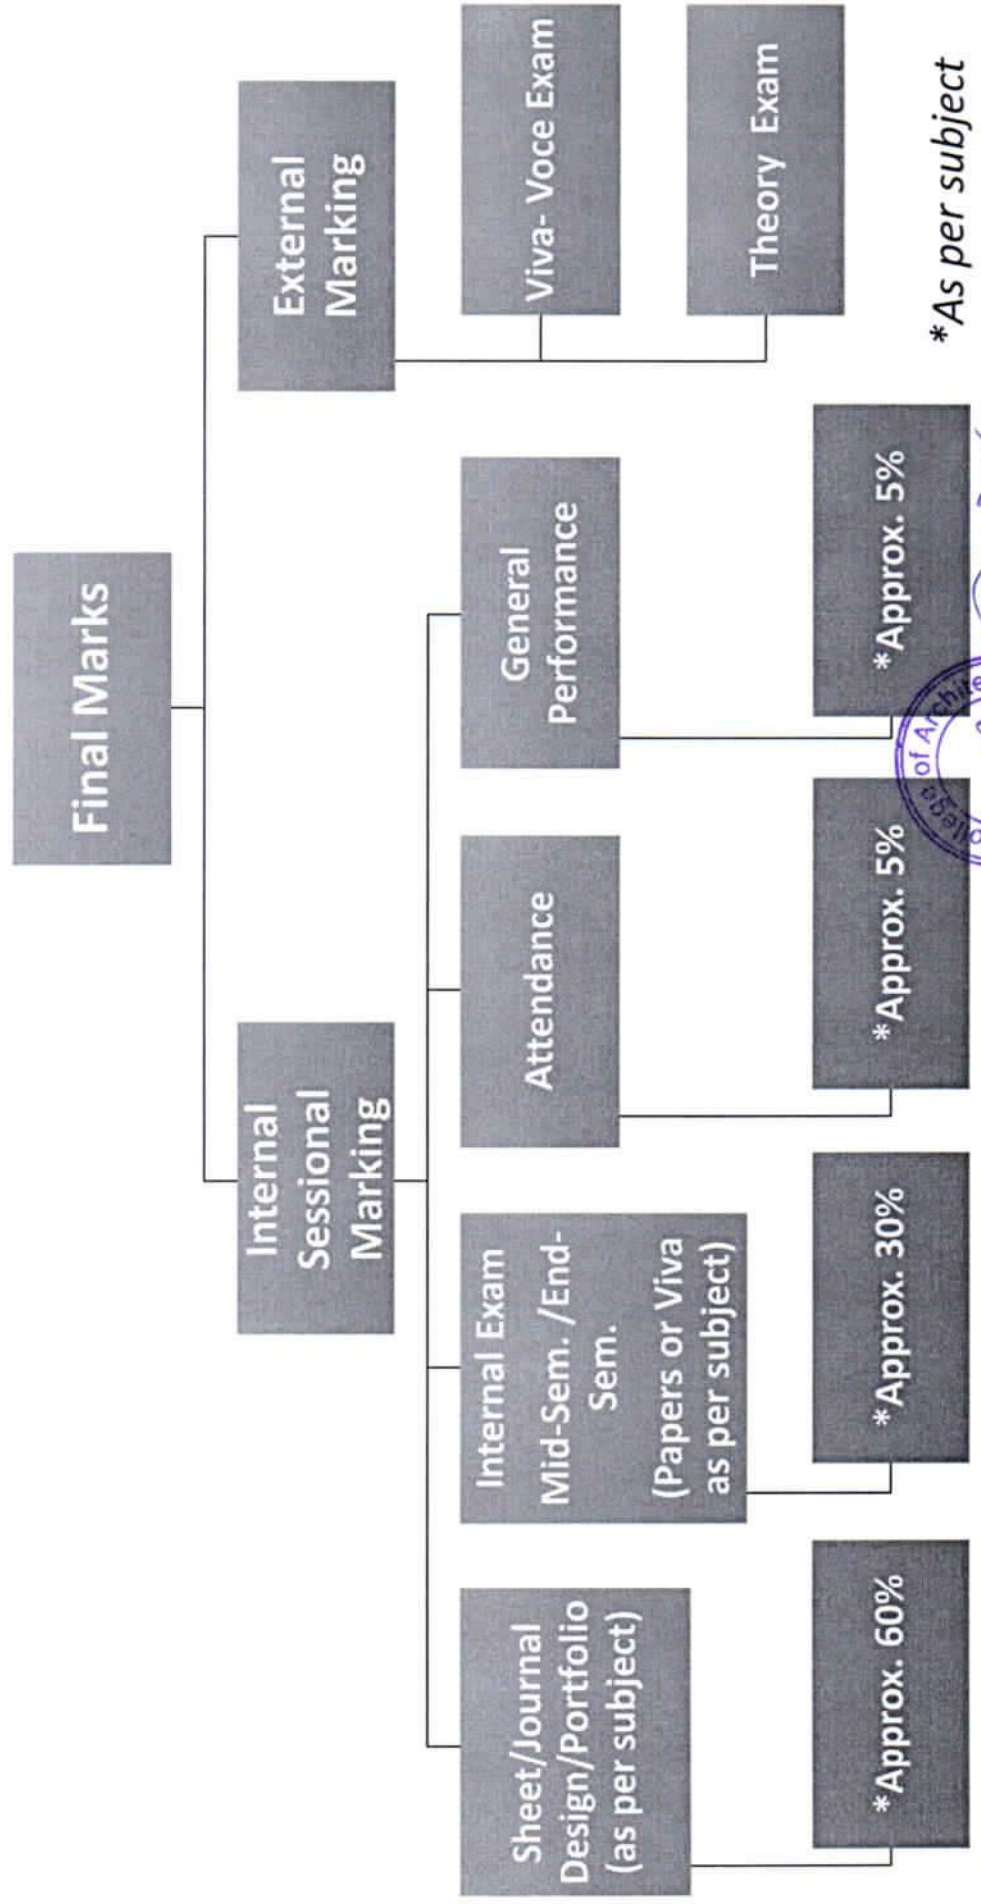 Final Marks
Internal
Sessional
Marking
External
Marking
Sheet/Journal
Design/Portfolio
(as per subject)
Internal Exam
Mid-Sem. /End-
Sem.
(Papers or Viva
as per subject)
Attendance
General
Performance
Viva- Voce Exam
Theory Exam
*Approx. 60%
*Approx. 30%
*Approx. 5%
*Approx. 5%
*As per subject
of